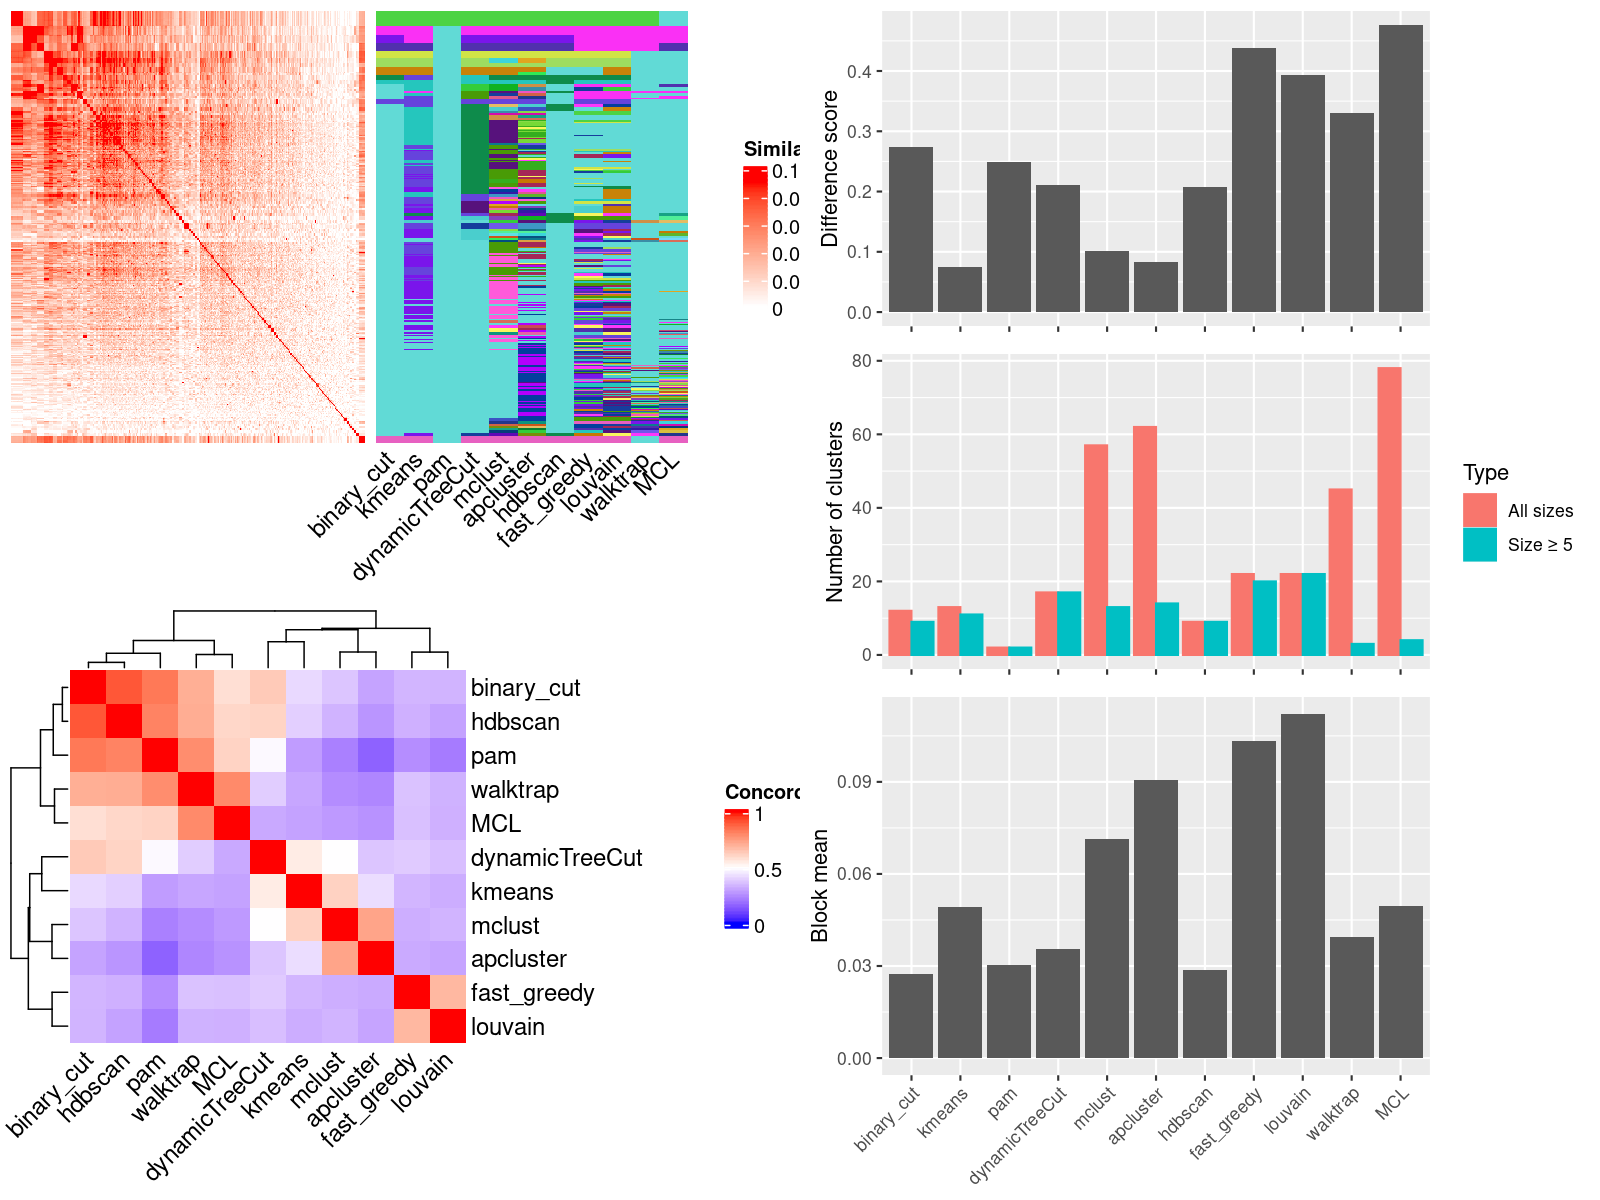 Simila
0.1
0.0
0.0
0.0
0.0
0
binary_cut
kmeans
pam
dynamicTreeCut
mclust
apcluster
hdbscan
fast_greedy
louvain
walktrap
MCL
binary_cut
hdbscan
pam
walktrap
MCL
dynamicTreeCut
kmeans
mclust
apcluster
fast_greedy
louvain
binary_cut
hdbscan
pam
walktrap
MCL
dynamicTreeCut
kmeans
mclust
apcluster
fast_greedy
louvain
Concord
1
0.5
0
Difference score
0.4
0.3
0.2
0.1
0.0
Number of clusters
80
60
40
20
0
Type
All sizes
Size ≥ 5
Block mean
0.09
0.06
0.03
0.00
binary_cut
kmeans
pam
dynamicTreeCut
mclust
apcluster
hdbscan
fast_greedy
louvain
walktrap
MCL